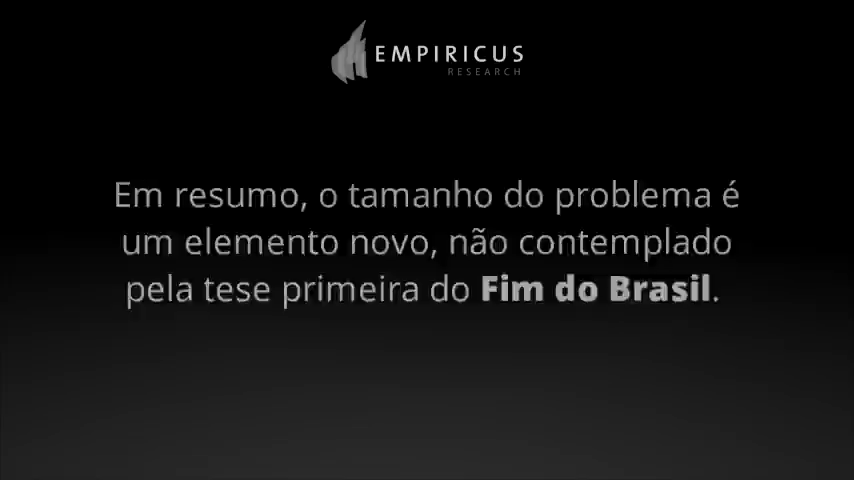 EMPIRICUS
RESEARCH
Em resumo, o tamanho do problema é
um elemento novo, não contemplado
pela tese primeira do Fim do Brasil.